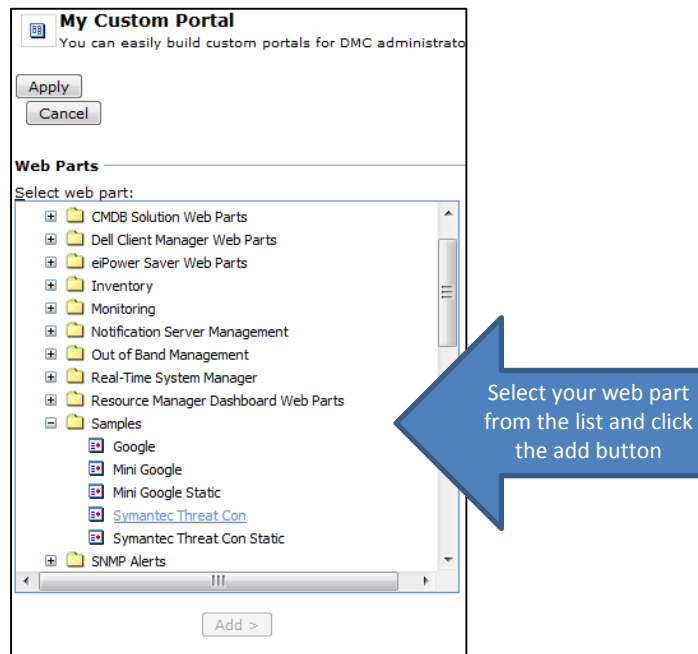 My Custom Portal
You can easily build custom portals for DMC administrato
Apply
Cancel
Web Parts
Select web part:
CMDB Solution Web Parts
Dell Client Manager Web Parts
eiPower Saver Web Parts
Inventory
Monitoring
Notification Server Management
Out of Band Management
Real-Time System Manager
Resource Manager Dashboard Web Parts
Samples
Google
Mini Google
Mini Google Static
Symantec Threat Con
Symantec Threat Con Static
SNMP Alerts
Add >
Select your web part
from the list and click
the add button